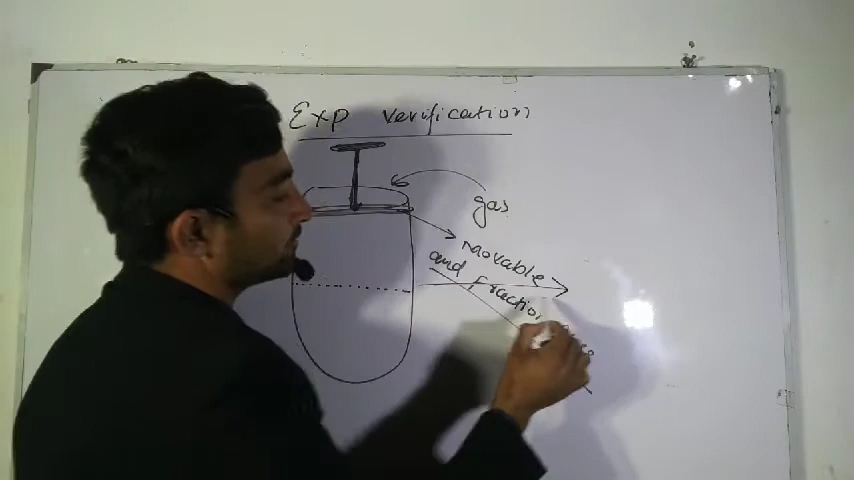 Exp verification
gas
movable
and fraction